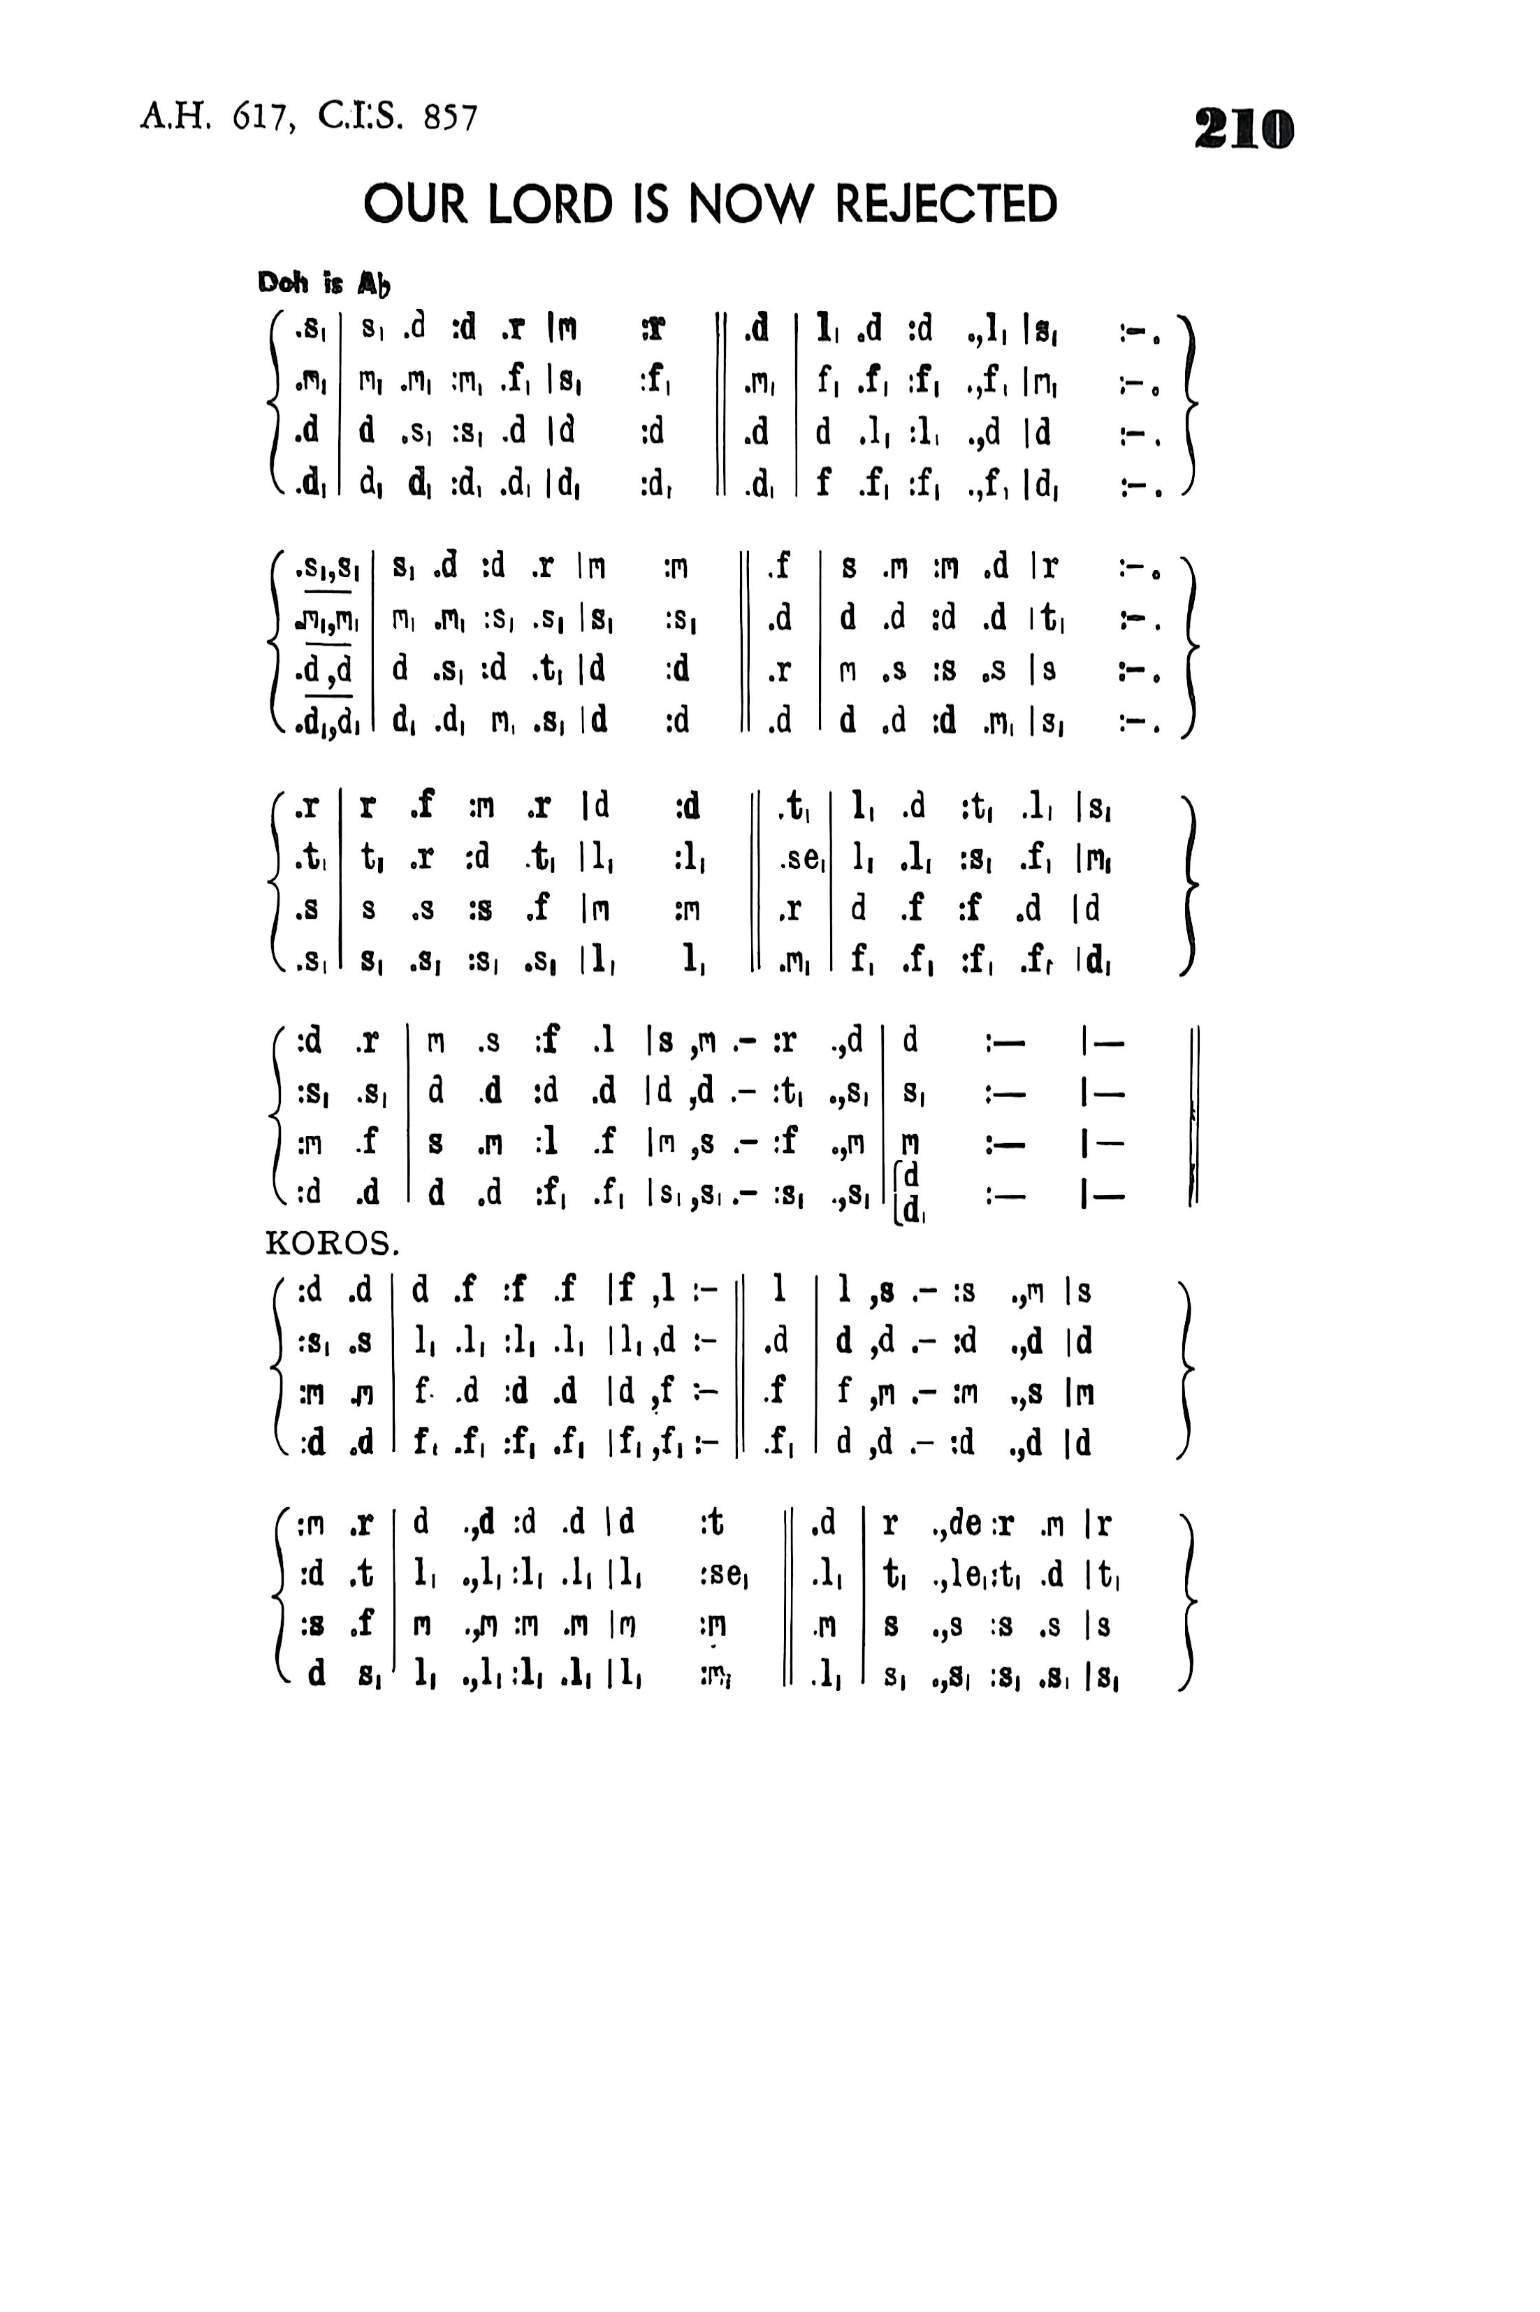 A.H. 617, C.I:S. 857
210
OUR LORD IS NOW REJECTED
Doh is A♭
.s₁ | s₁ .d :d .r |m :r || .d | l₁ .d :d .,l₁ |s₁ :– .
.m₁ | m₁ .m₁ :m₁ .f₁ |s₁ :f₁ || .m₁ | f₁ .f₁ :f₁ .,f₁ |m₁ :– .
.d | d .s₁ :s₁ .d |d :d || .d | d .l₁ :l₁ .,d |d :– .
.d₁ | d₁ d₁ :d₁ .d₁ |d₁ :d₁ || .d₁ | f .f₁ :f₁ .,f₁ |d₁ :– .
.s₁,s₁ | s₁ .d :d .r |m :m || .f | s .m :m .d |r :– .
.m₁,m₁ | m₁ .m₁ :s₁ .s₁ |s₁ :s₁ || .d | d .d :d .d |t₁ :– .
.d ,d | d .s₁ :d .t₁ |d :d || .r | m .s :s .s |s :– .
.d₁,d₁ | d₁ .d₁ m₁ .s₁ |d :d || .d | d .d :d .m₁ |s₁ :– .
.r | r .f :m .r |d :d || .t₁ | l₁ .d :t₁ .l₁ |s₁
.t₁ | t₁ .r :d .t₁ |l₁ :l₁ || .se₁ | l₁ .l₁ :s₁ .f₁ |m₁
.s | s .s :s .f |m :m || .r | d .f :f .d |d
.s₁ | s₁ .s₁ :s₁ .s₁ |l₁ l₁ || .m₁ | f₁ .f₁ :f₁ .f₁ |d₁
:d .r | m .s :f .l |s ,m .– :r .,d | d :— |— ||
:s₁ .s₁ | d .d :d .d |d ,d .– :t₁ .,s₁ | s₁ :— |— ||
:m .f | s .m :l .f |m ,s .– :f .,m | m :— |— ||
:d .d | d .d :f₁ .f₁ |s₁ ,s₁ .– :s₁ .,s₁ | d d₁ :— |— ||
KOROS.
:d .d | d .f :f .f |f ,l :– || l | l ,s .– :s .,m |s
:s₁ .s | l₁ .l₁ :l₁ .l₁ |l₁ ,d :– || .d | d ,d .– :d .,d |d
:m .m | f .d :d .d |d ,f :– || .f | f ,m .– :m .,s |m
:d .d | f₁ .f₁ :f₁ .f₁ |f₁ ,f₁ :– || .f₁ | d ,d .– :d .,d |d
:m .r | d .,d :d .d |d :t || .d | r .,de :r .m |r
:d .t | l₁ .,l₁ :l₁ .l₁ |l₁ :se₁ || .l₁ | t₁ .,le₁ :t₁ .d |t₁
:s .f | m .,m :m .m |m :m || .m | s .,s :s .s |s
d s₁ | l₁ .,l₁ :l₁ .l₁ |l₁ :m₁ || .l₁ | s₁ .,s₁ :s₁ .s₁ |s₁